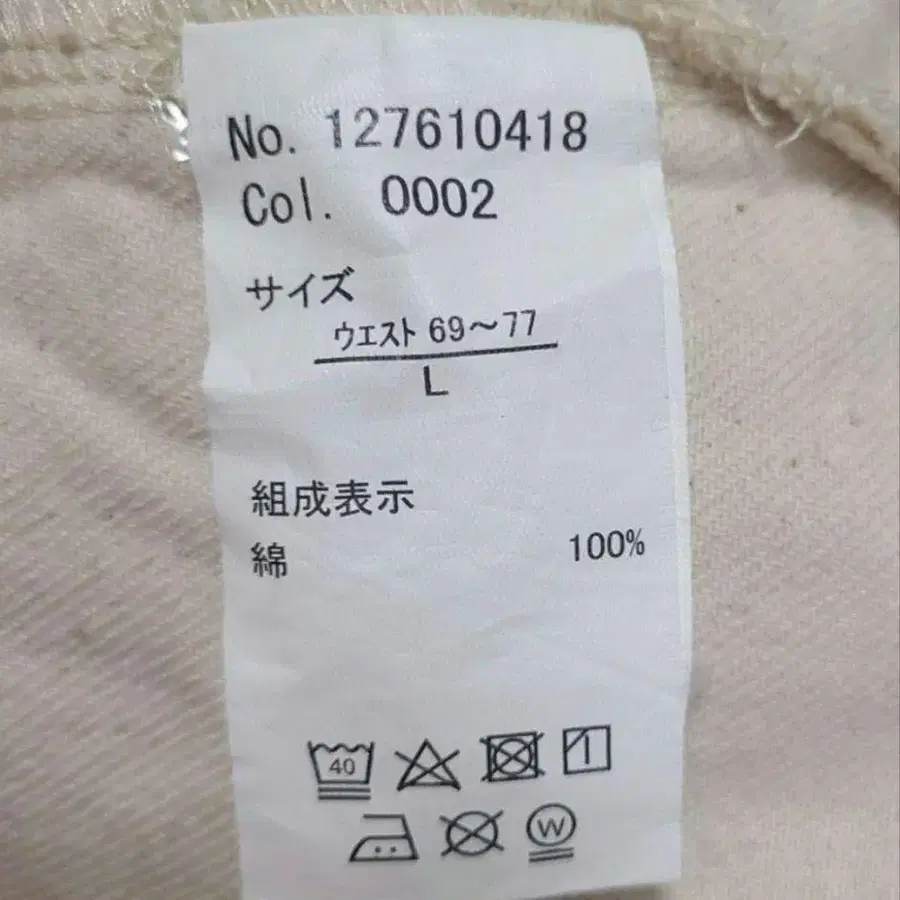 No. 127610418
Col. 0002
サイズ
ウエスト 69～77
L
組成表示
綿 100%
40
W